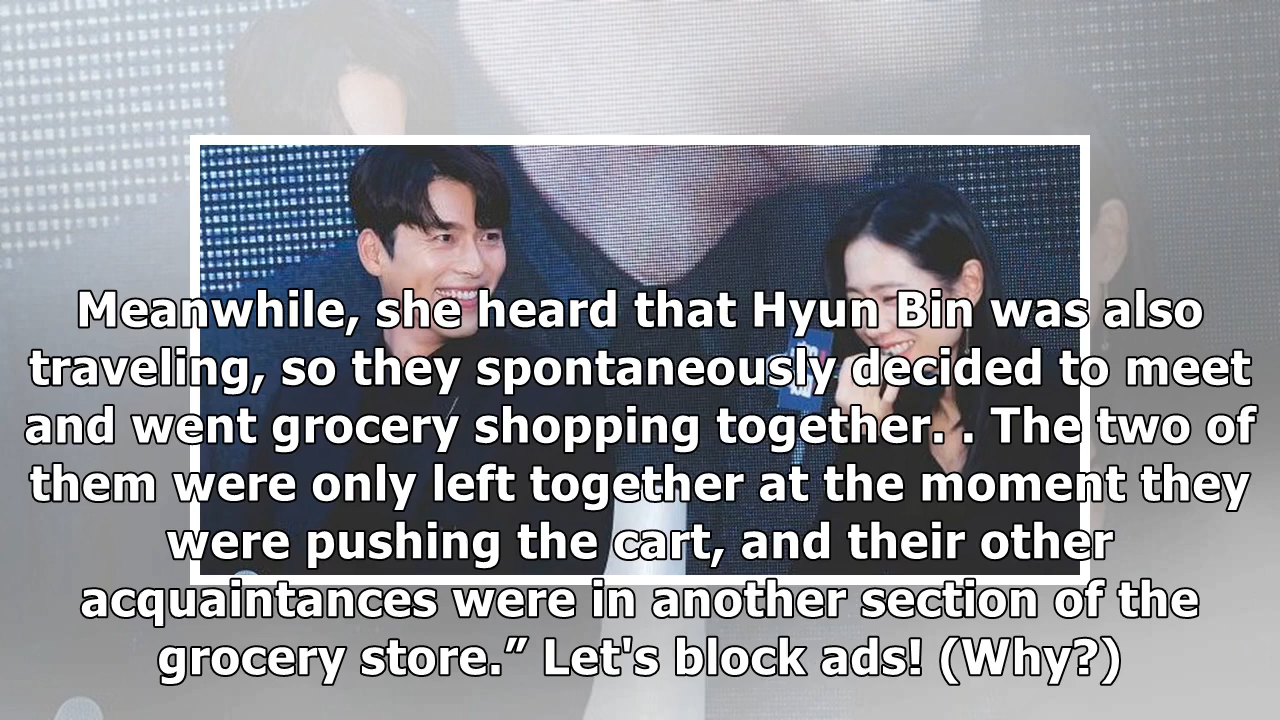 Meanwhile, she heard that Hyun Bin was also
traveling, so they spontaneously decided to meet
and went grocery shopping together. . The two of
them were only left together at the moment they
were pushing the cart, and their other
acquaintances were in another section of the
grocery store.” Let's block ads! (Why?)